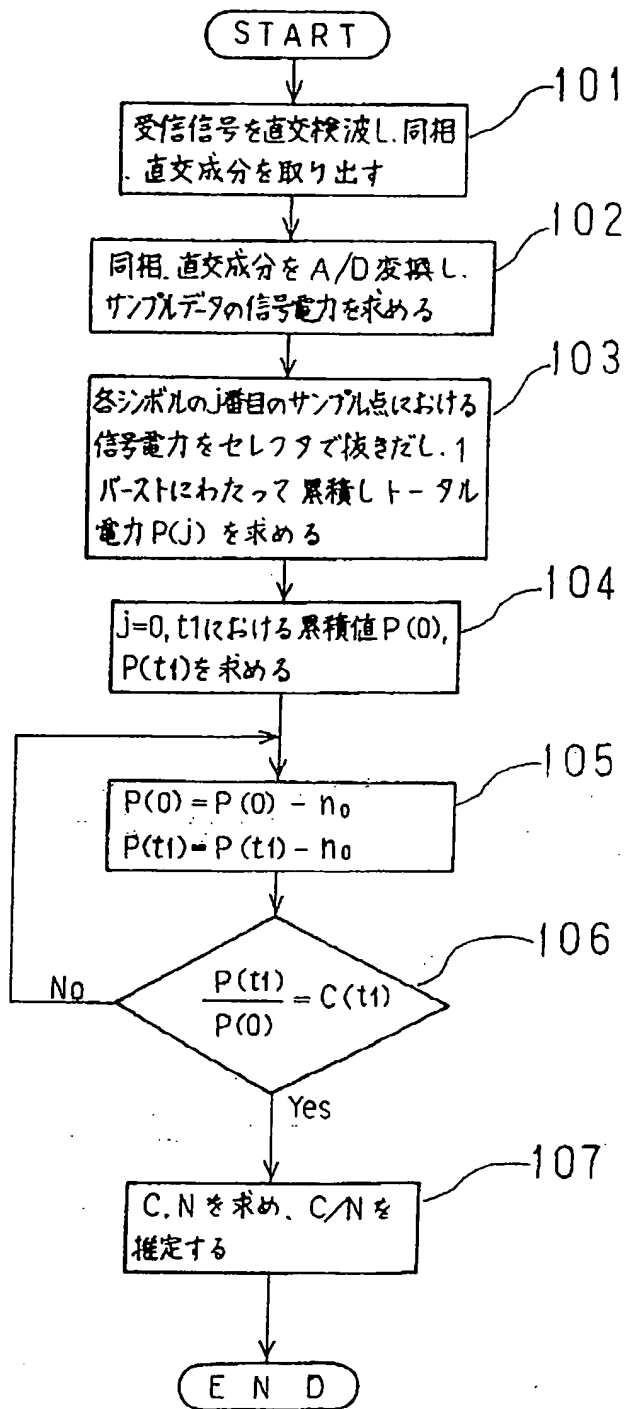 START
101
受信信号を直交検波し、同相
、直交成分を取り出す
102
同相、直交成分をA/D変換し、
サンプルデータの信号電力を求める
103
各シンボルのj番目のサンプル点における
信号電力をセレクタで抜きだし、1
バーストにわたって累積しトータル
電力P(j)を求める
104
j=0,t1における累積値P(0),
P(t1)を求める
105
P(0)=P(0)-n₀
P(t1)=P(t1)-n₀
106
No
P(t1)
P(0)
=C(t1)
Yes
107
C,Nを求め、C/Nを
推定する
END